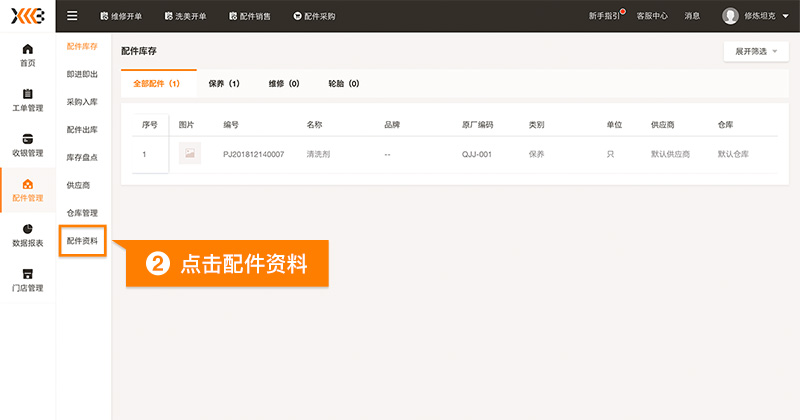 维修开单 洗美开单 配件销售 配件采购 新手指引 客服中心 消息 修炼坦克
首页
工单管理
收银管理
配件管理
数据报表
门店管理
配件库存
即进即出
采购入库
配件出库
库存盘点
供应商
仓库管理
配件资料
配件库存 展开筛选
全部配件（1） 保养（1） 维修（0） 轮胎（0）
序号 图片 编号 名称 品牌 原厂编码 类别 单位 供应商 仓库
1 PJ201812140007 清洗剂 -- QJJ-001 保养 只 默认供应商 默认仓库
2 点击配件资料